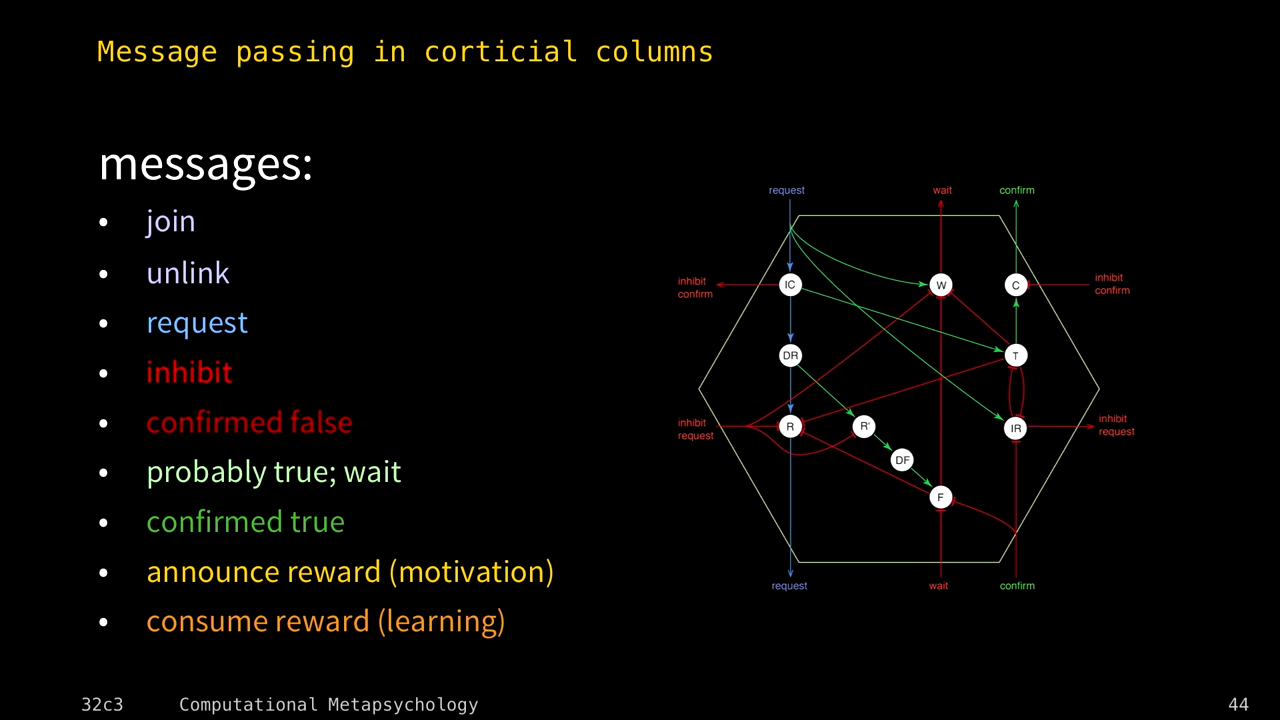 Message passing in corticial columns
messages:
• join
• unlink
• request
• inhibit
• confirmed false
• probably true; wait
• confirmed true
• announce reward (motivation)
• consume reward (learning)
request
wait
confirm
inhibit
confirm
IC
W
C
inhibit
confirm
DR
T
inhibit
request
R
R'
IR
inhibit
request
DF
F
request
wait
confirm
32c3 Computational Metapsychology 44